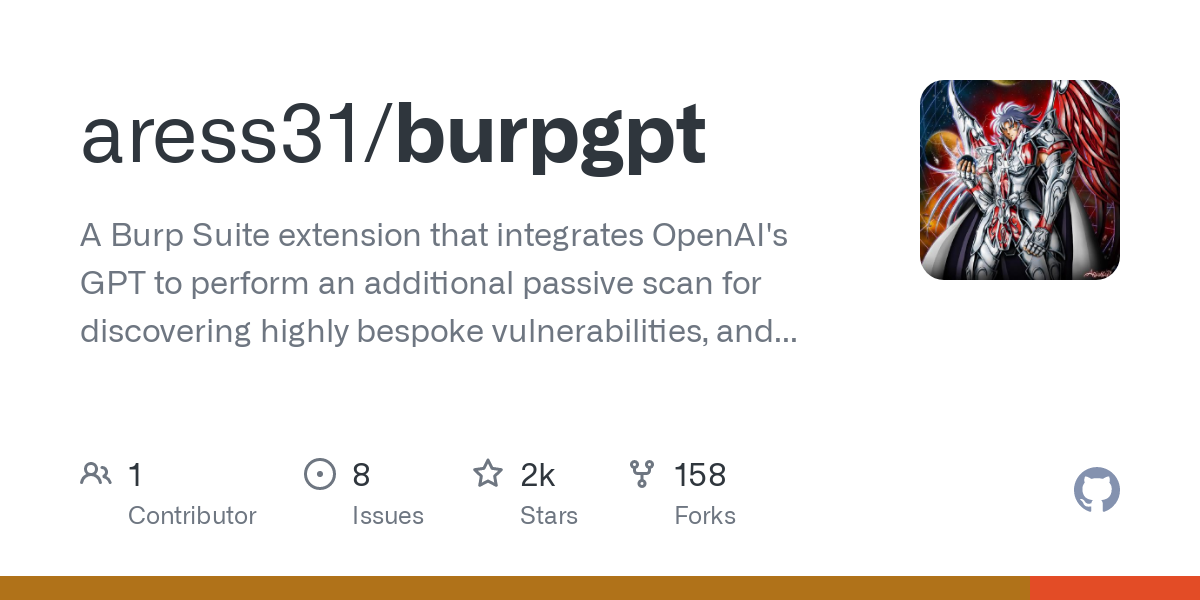 aress31/burpgpt
A Burp Suite extension that integrates OpenAI's
GPT to perform an additional passive scan for
discovering highly bespoke vulnerabilities, and...
1
Contributor
8
Issues
2k
Stars
158
Forks